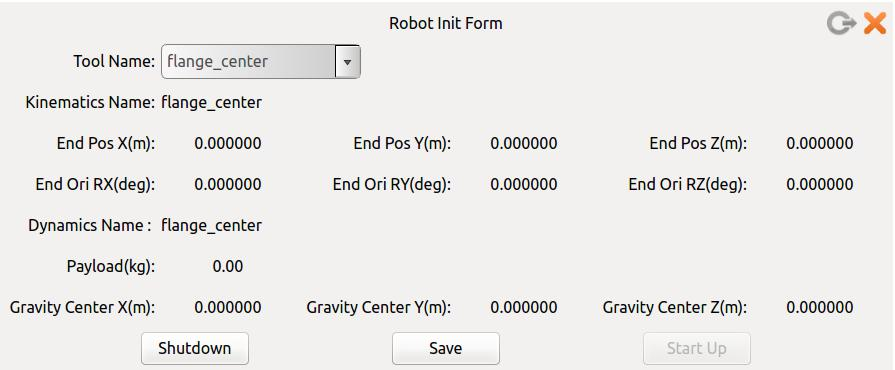 Robot Init Form
Tool Name: flange_center
Kinematics Name: flange_center
End Pos X(m): 0.000000 End Pos Y(m): 0.000000 End Pos Z(m): 0.000000
End Ori RX(deg): 0.000000 End Ori RY(deg): 0.000000 End Ori RZ(deg): 0.000000
Dynamics Name : flange_center
Payload(kg): 0.00
Gravity Center X(m): 0.000000 Gravity Center Y(m): 0.000000 Gravity Center Z(m): 0.000000
Shutdown Save Start Up